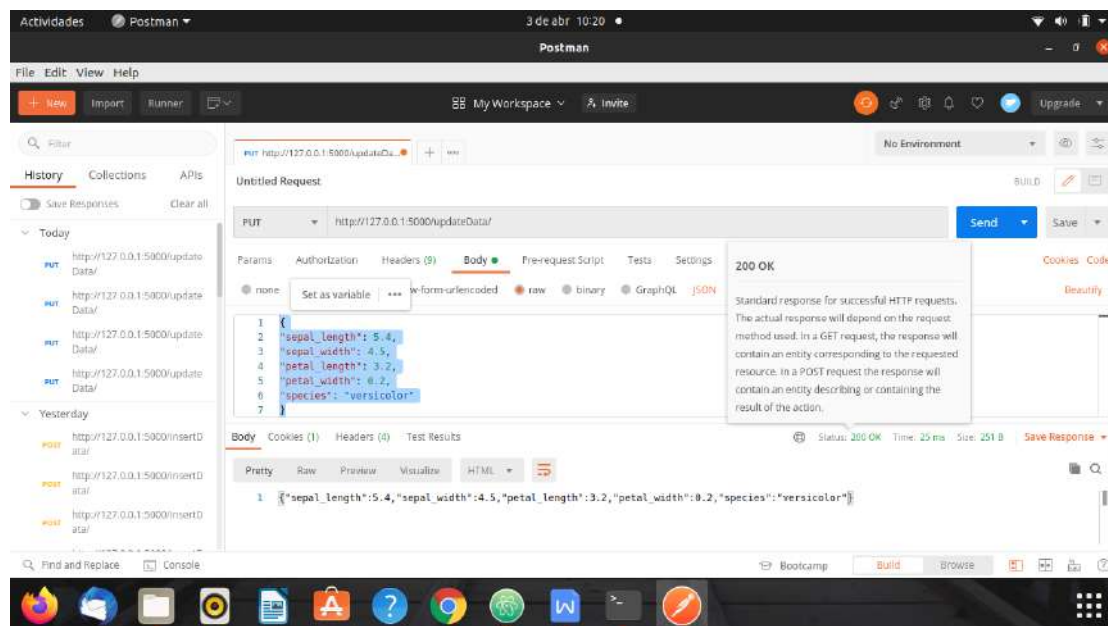 Actividades Postman 3 de abr 10:20
Postman
File Edit View Help
+ New Import Runner My Workspace Invite Upgrade
Filter
History Collections APIs
Save Responses Clear all
Today
PUT http://127.0.0.1:5000/update
Data/
PUT http://127.0.0.1:5000/update
Data/
PUT http://127.0.0.1:5000/update
Data/
PUT http://127.0.0.1:5000/update
Data/
Yesterday
POST http://127.0.0.1:5000/insertD
ata/
POST http://127.0.0.1:5000/insertD
ata/
POST http://127.0.0.1:5000/insertD
ata/
PUT http://127.0.0.1:5000/updateDa... + •••
No Environment
Untitled Request
BUILD
PUT http://127.0.0.1:5000/updateData/ Send Save
Params Authorization Headers (9) Body Pre-request Script Tests Settings Cookies Code
none w-form-urlencoded raw binary GraphQL JSON Beautify
Set as variable •••
1 {
2 "sepal_length": 5.4,
3 "sepal_width": 4.5,
4 "petal_length": 3.2,
5 "petal_width": 0.2,
6 "species": "versicolor"
7 }
200 OK
Standard response for successful HTTP requests.
The actual response will depend on the request
method used. In a GET request, the response will
contain an entity corresponding to the requested
resource. In a POST request the response will
contain an entity describing or containing the
result of the action.
Body Cookies (1) Headers (4) Test Results Status: 200 OK Time: 25 ms Size: 251 B Save Response
Pretty Raw Preview Visualize HTML
1 {"sepal_length":5.4,"sepal_width":4.5,"petal_length":3.2,"petal_width":0.2,"species":"versicolor"}
Find and Replace Console Bootcamp Build Browse